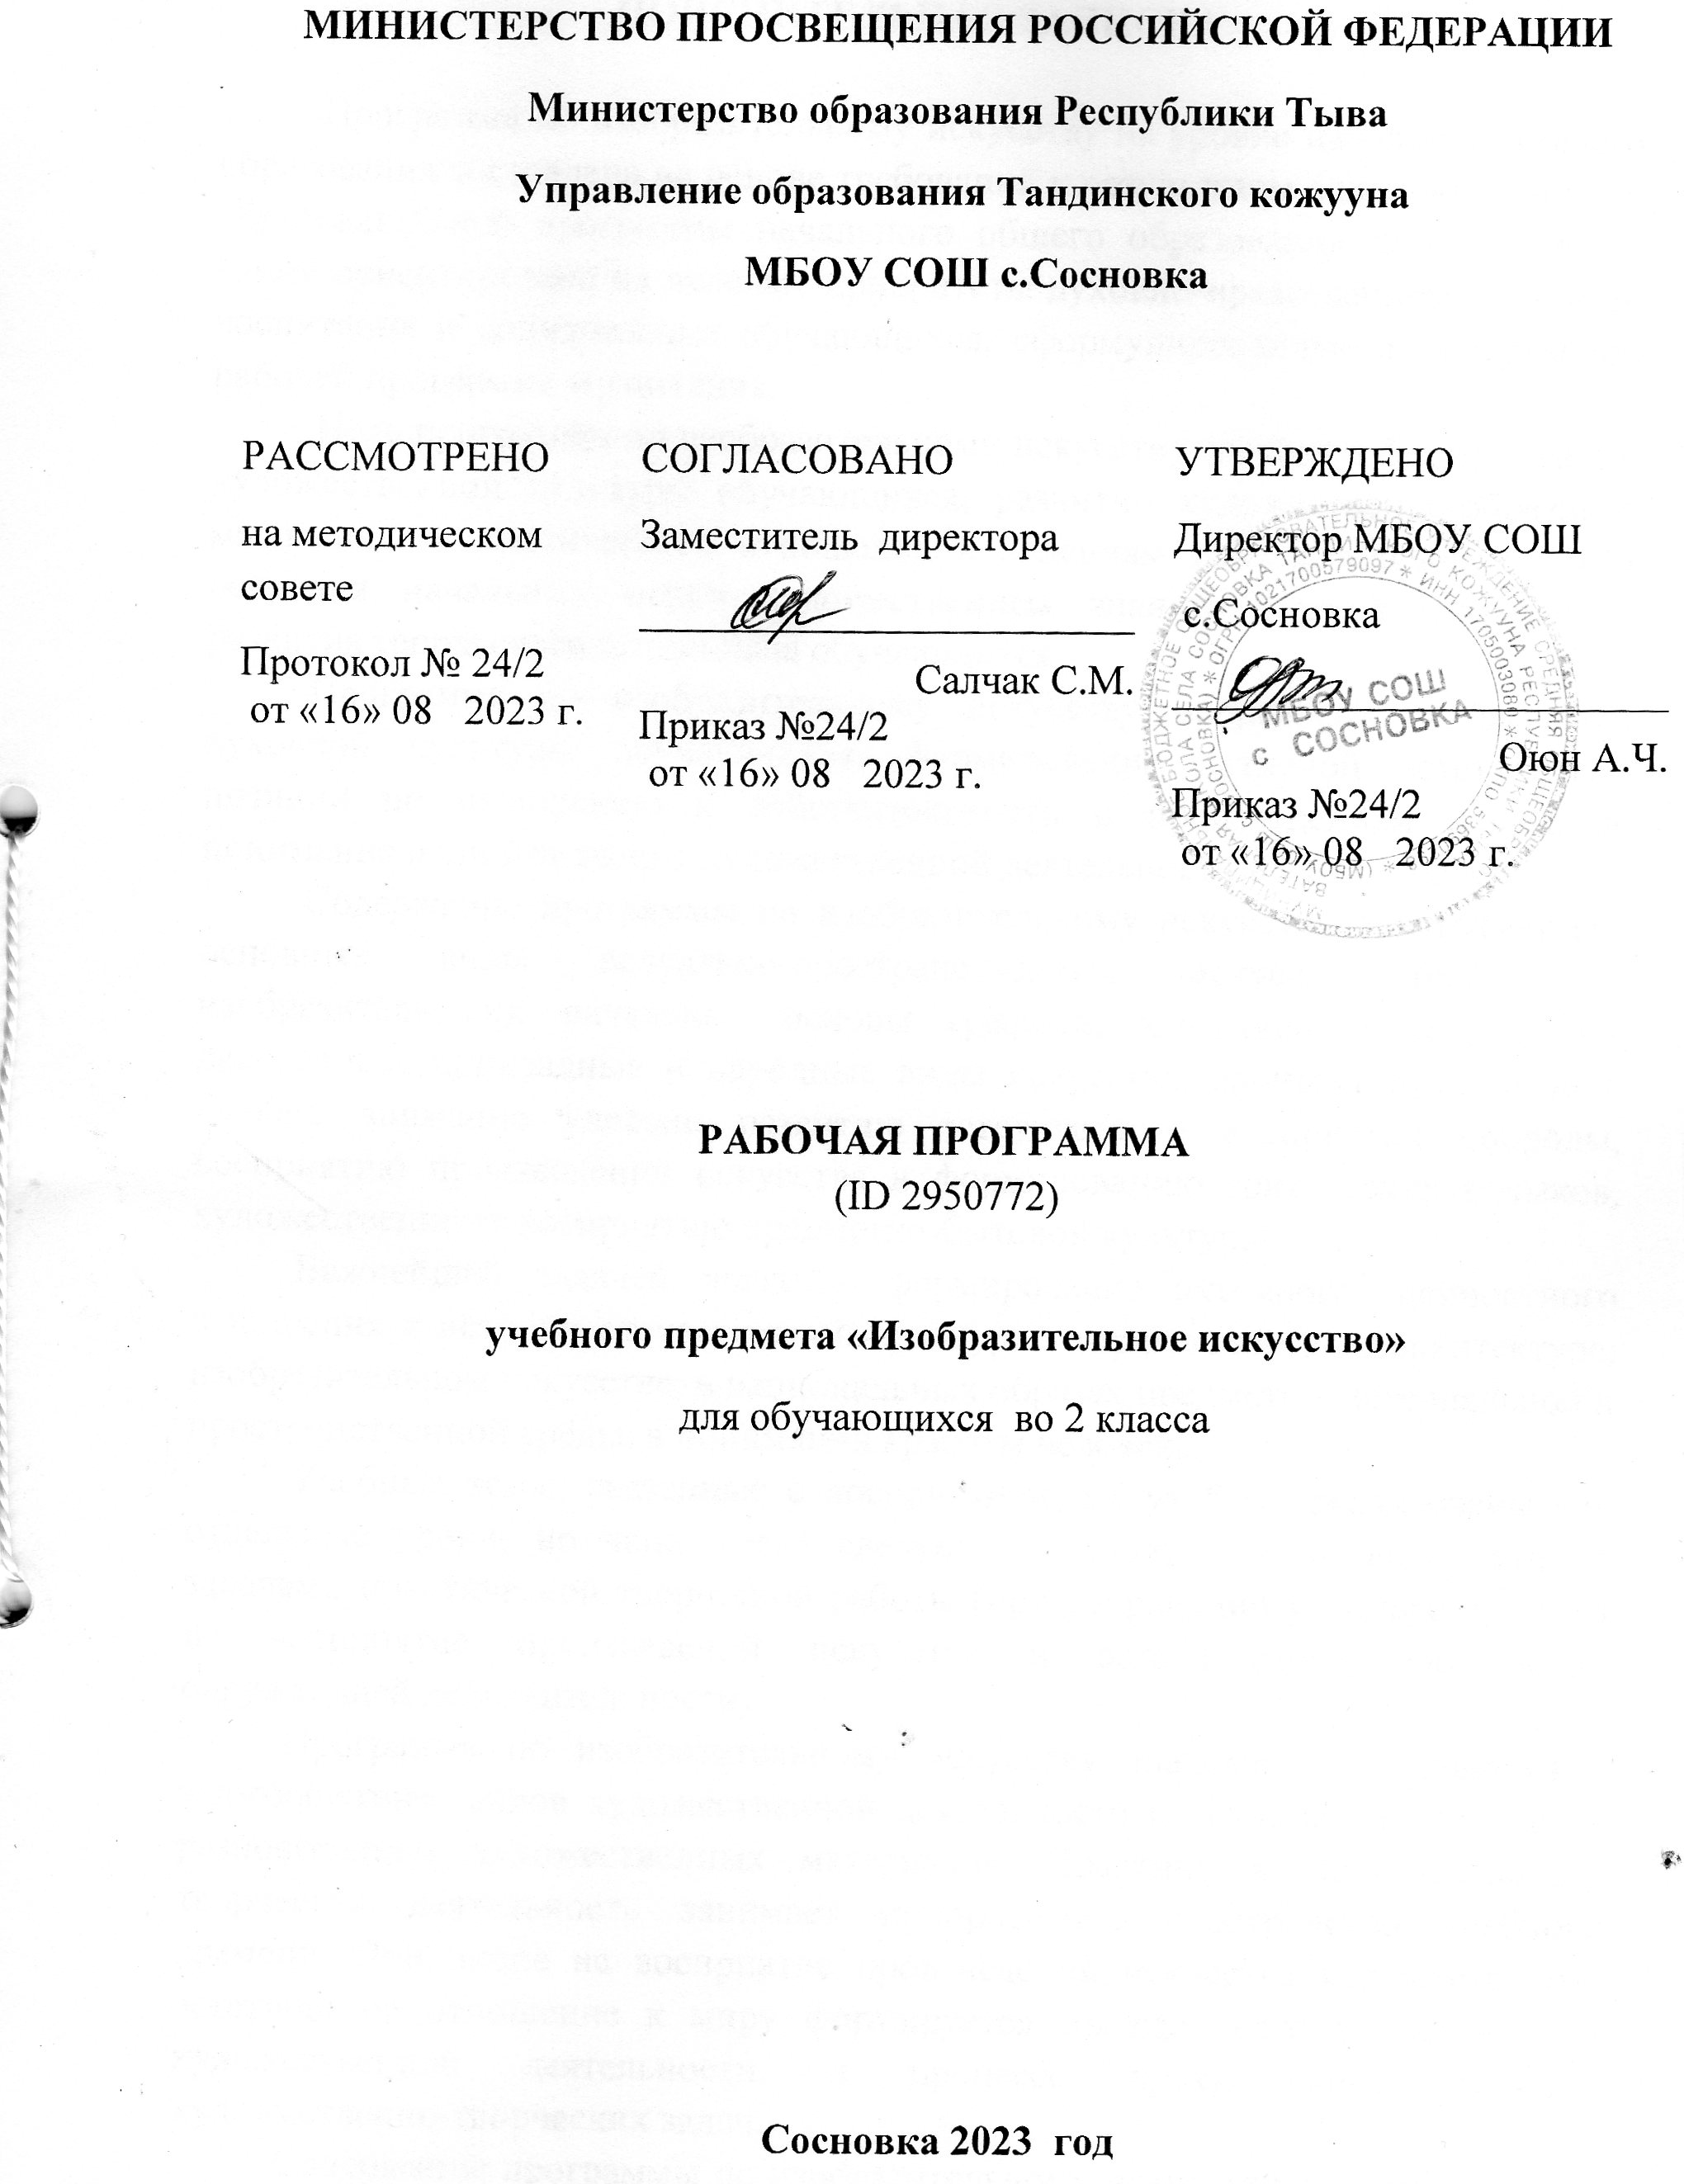 МИНИСТЕРСТВО ПРОСВЕЩЕНИЯ РОССИЙСКОЙ ФЕДЕРАЦИИ
Министерство образования Республики Тыва
Управление образования Тандинского кожууна
МБОУ СОШ с.Сосновка
РАССМОТРЕНО
на методическом
совете
Протокол № 24/2
от «16» 08 2023 г.
СОГЛАСОВАНО
Заместитель директора
Салчак С.М.
Приказ №24/2
от «16» 08 2023 г.
УТВЕРЖДЕНО
Директор МБОУ СОШ
с.Сосновка
Оюн А.Ч.
Приказ №24/2
от «16» 08 2023 г.
МБОУ СОШ
с СОСНОВКА
РАБОЧАЯ ПРОГРАММА
(ID 2950772)
учебного предмета «Изобразительное искусство»
для обучающихся во 2 класса
Сосновка 2023 год